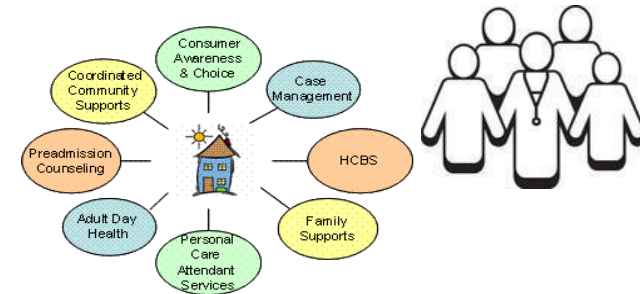 Consumer
Awareness
& Choice
Coordinated
Community
Supports
Case
Management
Preadmission
Counseling
HCBS
Adult Day
Health
Family
Supports
Personal
Care
Attendant
Services